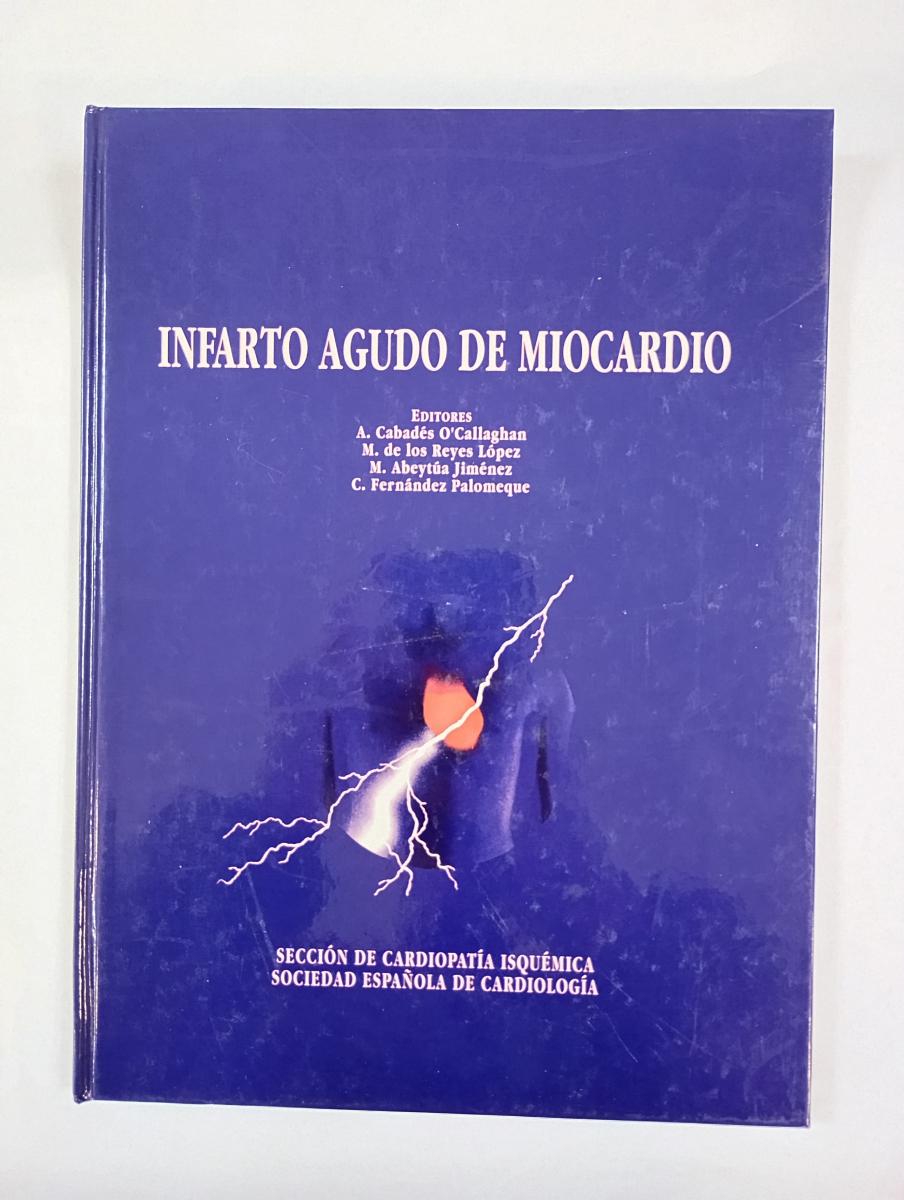 INFARTO AGUDO DE MIOCARDIO
EDITORES
A. Cabadés O'Callaghan
M. de los Reyes López
M. Abeytúa Jiménez
C. Fernández Palomeque
SECCIÓN DE CARDIOPATÍA ISQUÉMICA
SOCIEDAD ESPAÑOLA DE CARDIOLOGÍA